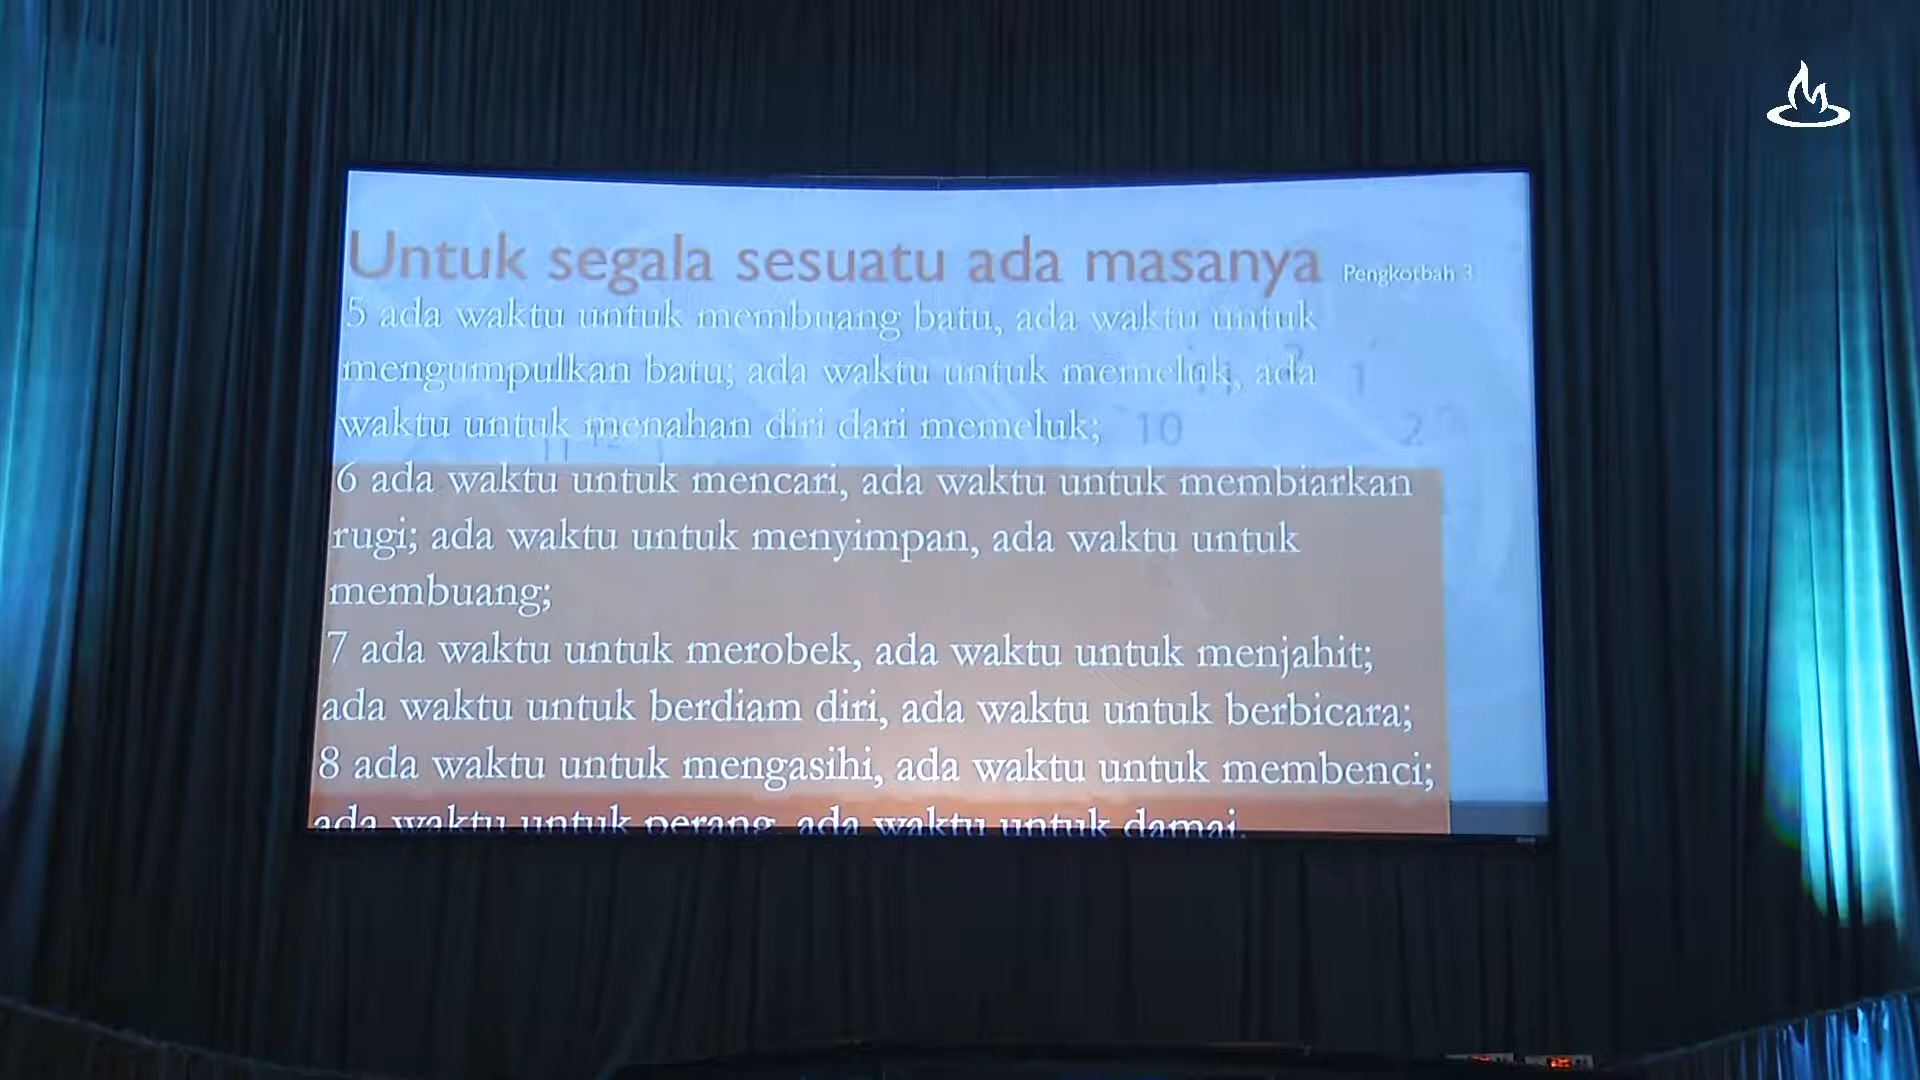 Untuk segala sesuatu ada masanya Pengkotbah 3
5 ada waktu untuk membuang batu, ada waktu untuk
mengumpulkan batu; ada waktu untuk memeluk, ada
waktu untuk menahan diri dari memeluk;
6 ada waktu untuk mencari, ada waktu untuk membiarkan
rugi; ada waktu untuk menyimpan, ada waktu untuk
membuang;
7 ada waktu untuk merobek, ada waktu untuk menjahit;
ada waktu untuk berdiam diri, ada waktu untuk berbicara;
8 ada waktu untuk mengasihi, ada waktu untuk membenci;
ada waktu untuk perang, ada waktu untuk damai.